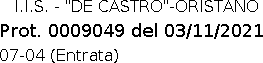 I.I.S. - "DE CASTRO"-ORISTANO
Prot. 0009049 del 03/11/2021
07-04 (Entrata)